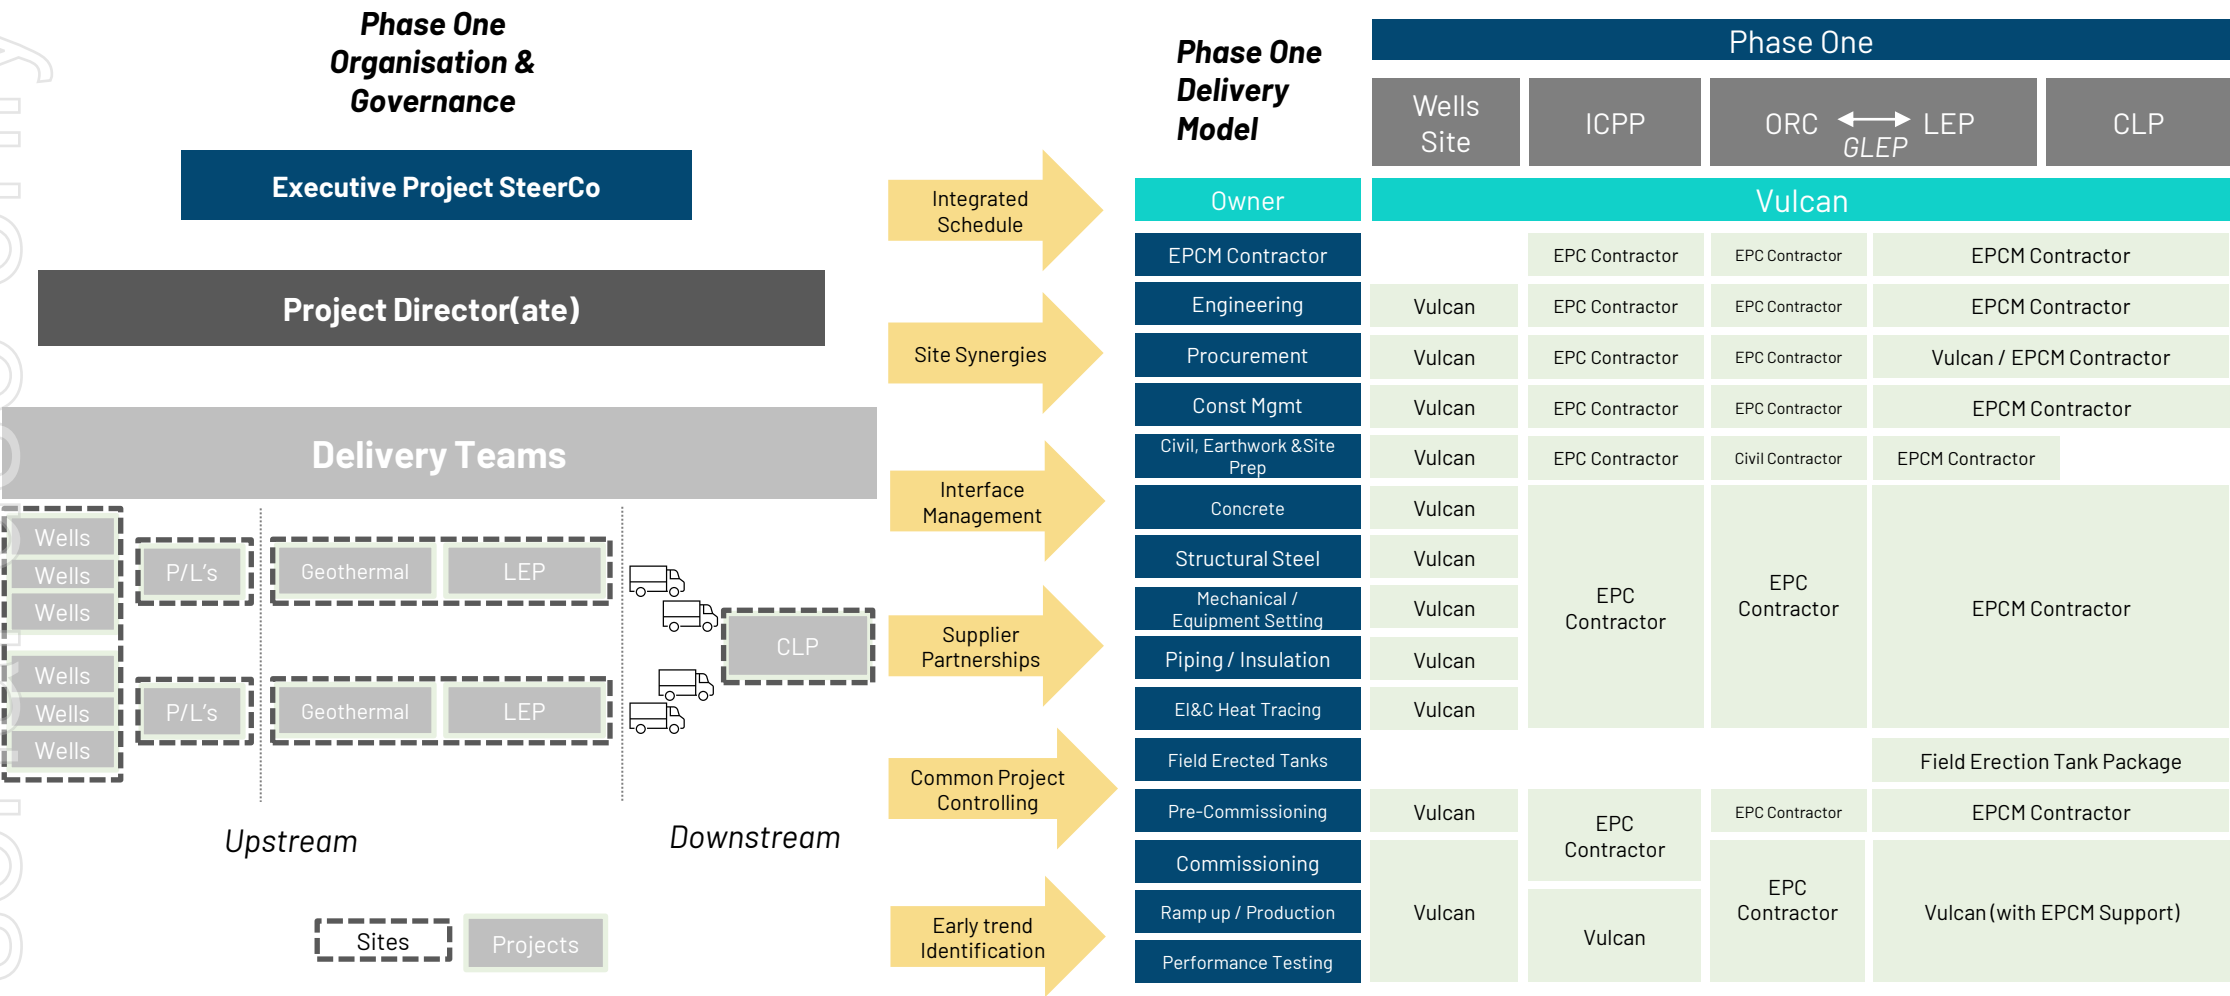 Phase One
Organisation &
Governance
Executive Project SteerCo
Project Director(ate)
Delivery Teams
Wells
Wells
Wells
Wells
Wells
Wells
P/L's
P/L's
Geothermal
LEP
Geothermal
LEP
CLP
Upstream
Downstream
Sites
Projects
Integrated
Schedule
Site Synergies
Interface
Management
Supplier
Partnerships
Common Project
Controlling
Early trend
Identification
Phase One
Delivery
Model
Phase One
Wells
Site
ICPP
ORC
LEP
GLEP
CLP
Owner
Vulcan
EPCM Contractor
EPC Contractor
EPC Contractor
EPCM Contractor
Engineering
Vulcan
EPC Contractor
EPC Contractor
EPCM Contractor
Procurement
Vulcan
EPC Contractor
EPC Contractor
Vulcan / EPCM Contractor
Const Mgmt
Vulcan
EPC Contractor
EPC Contractor
EPCM Contractor
Civil, Earthwork &Site
Prep
Vulcan
EPC Contractor
Civil Contractor
EPCM Contractor
Concrete
Vulcan
Structural Steel
Vulcan
Mechanical /
Equipment Setting
Vulcan
Piping / Insulation
Vulcan
EI&C Heat Tracing
Vulcan
EPC
Contractor
EPC
Contractor
EPCM Contractor
Field Erected Tanks
Field Erection Tank Package
Pre-Commissioning
Vulcan
EPC
Contractor
EPC Contractor
EPCM Contractor
Commissioning
Ramp up / Production
Performance Testing
Vulcan
Vulcan
EPC
Contractor
Vulcan (with EPCM Support)